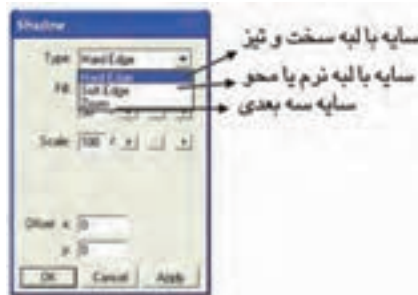 Shadow
Type: Hard Edge
Hard Edge
Soft Edge
Zoom
Fill:
Scale: 100
Offset x: 0
y: 0
OK Cancel Apply
سایه با لبه سخت و تیز
سایه با لبه نرم یا محو
سایه سه بعدی